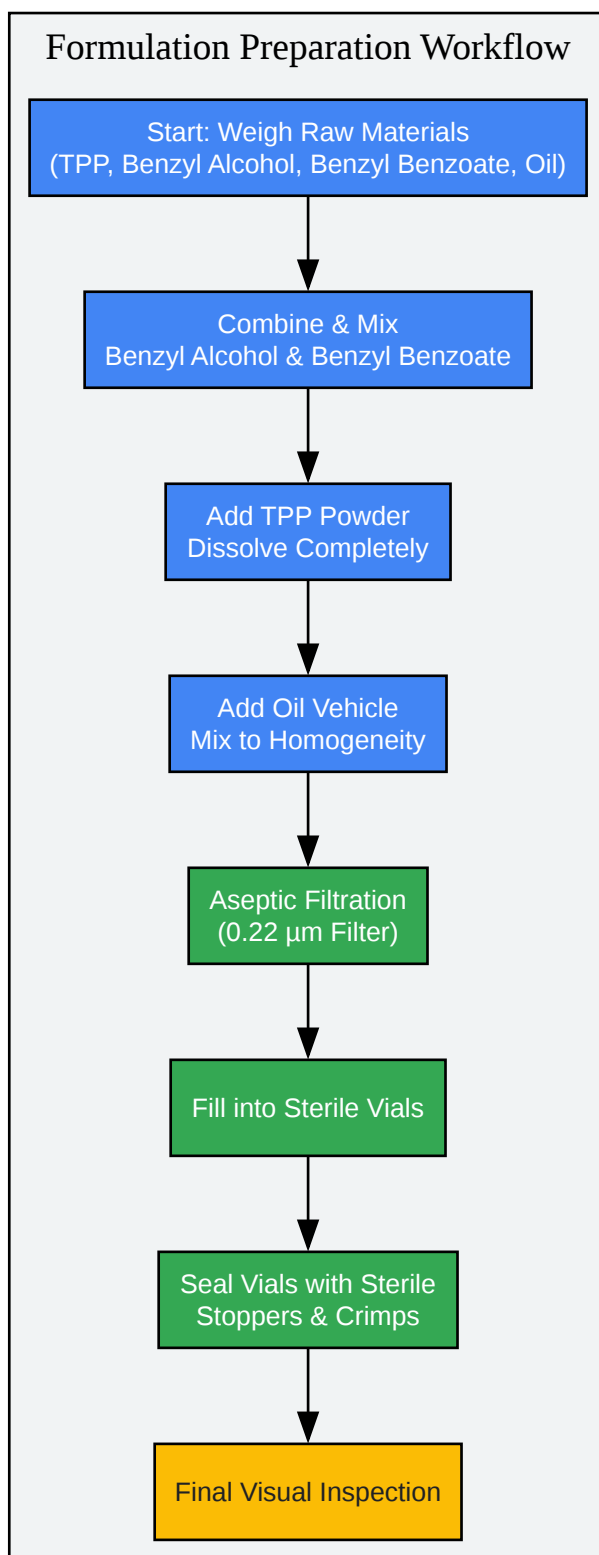 Formulation Preparation Workflow
Start: Weigh Raw Materials
(TPP, Benzyl Alcohol, Benzyl Benzoate, Oil)
Combine & Mix
Benzyl Alcohol & Benzyl Benzoate
Add TPP Powder
Dissolve Completely
Add Oil Vehicle
Mix to Homogeneity
Aseptic Filtration
(0.22 µm Filter)
Fill into Sterile Vials
Seal Vials with Sterile
Stoppers & Crimps
Final Visual Inspection